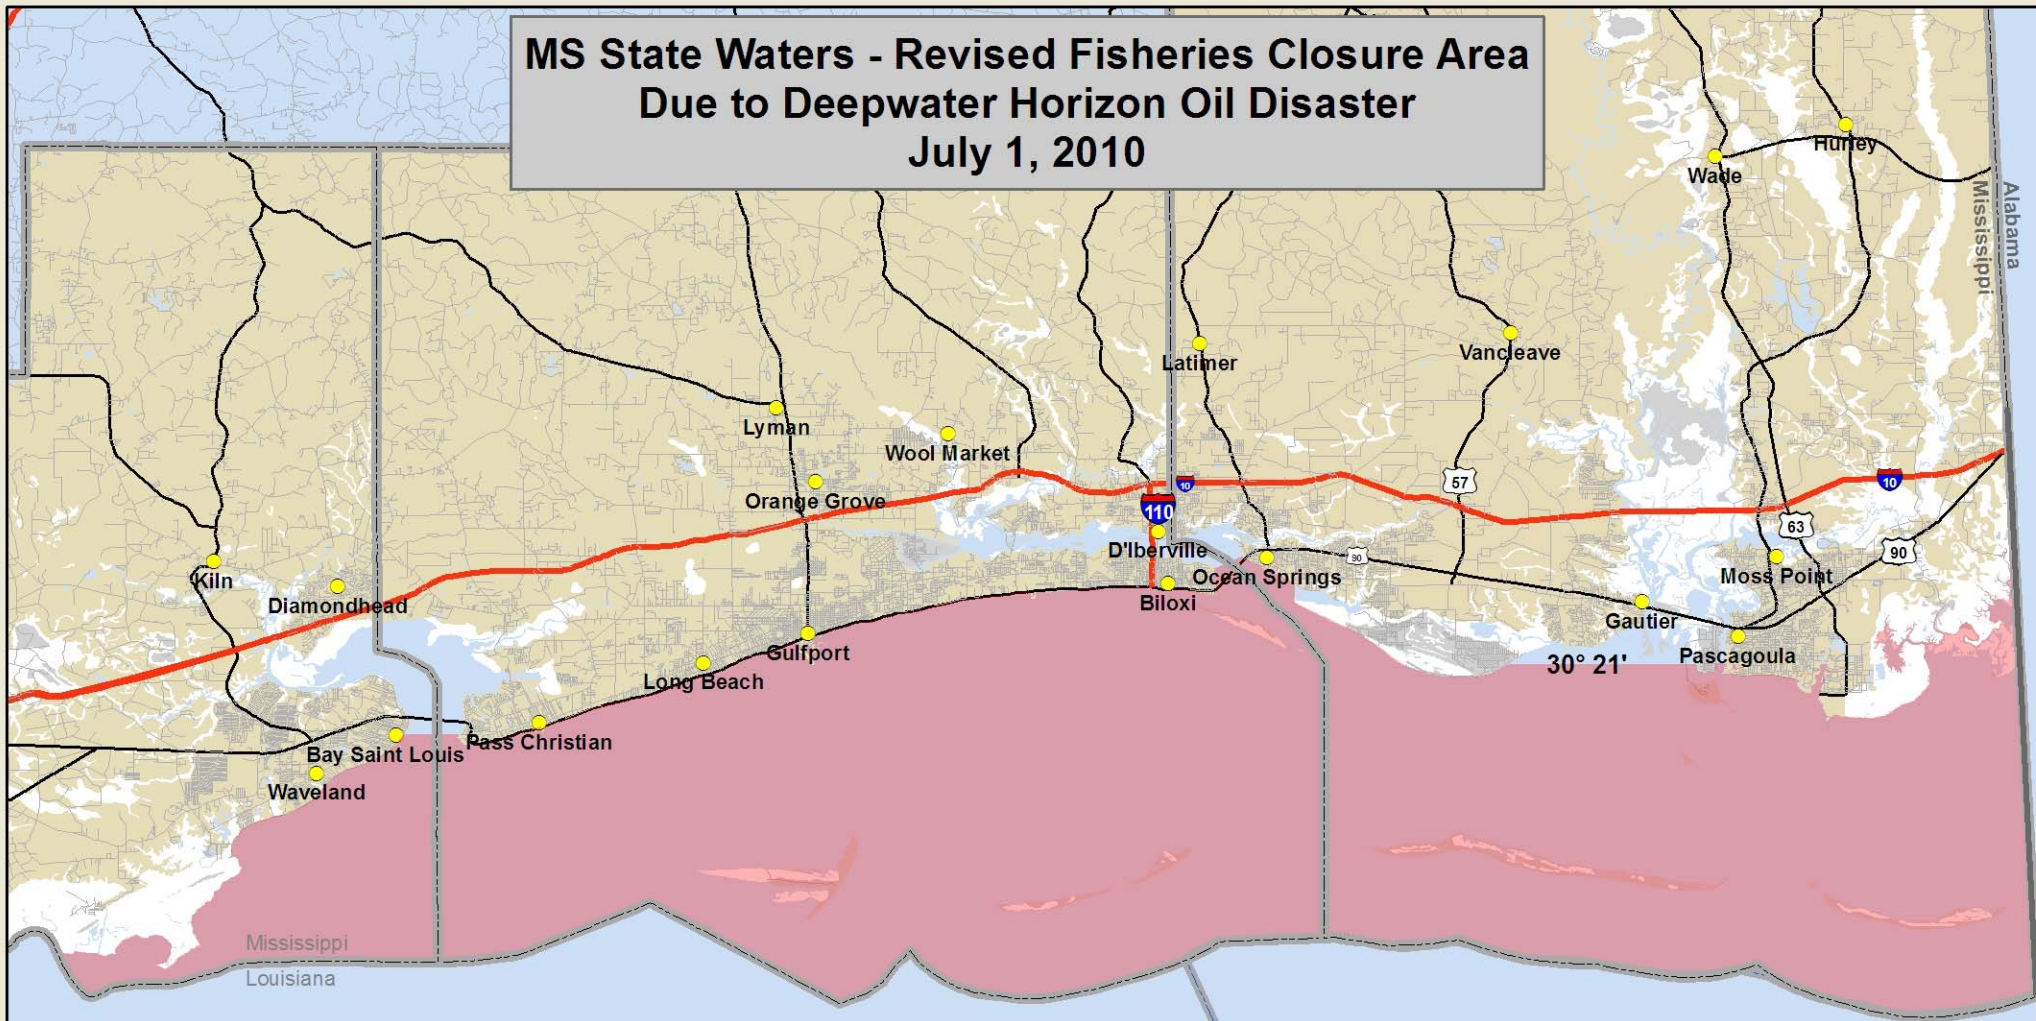 MS State Waters - Revised Fisheries Closure Area
Due to Deepwater Horizon Oil Disaster
July 1, 2010
Hurley
Wade
Alabama
Mississippi
Latimer
Vancleave
Lyman
Wool Market
Orange Grove
10
57
10
110
63
D'Iberville
90
90
Kiln
Diamondhead
Ocean Springs
Moss Point
Biloxi
Gautier
Gulfport
30° 21'
Pascagoula
Long Beach
Pass Christian
Bay Saint Louis
Waveland
Mississippi
Louisiana